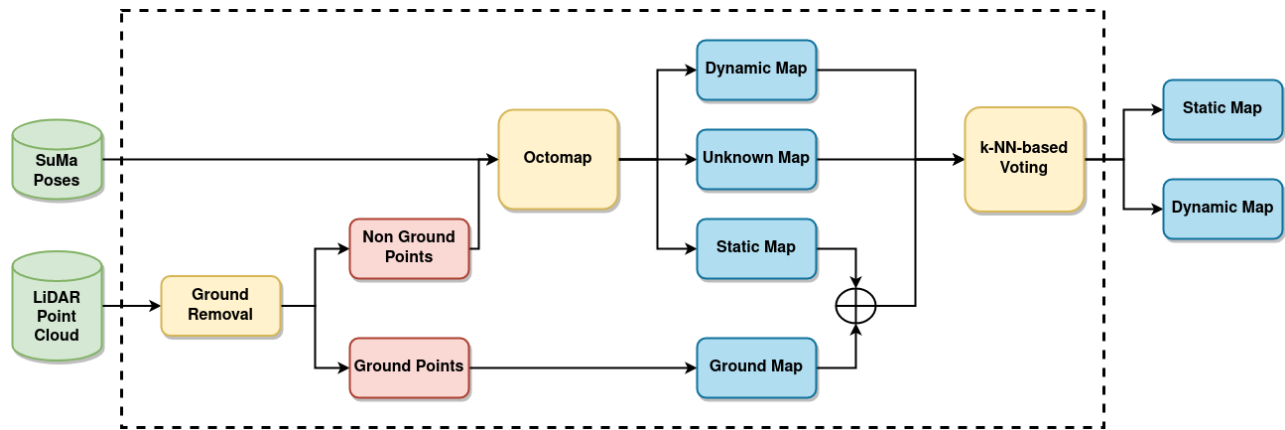 SuMa
Poses
LiDAR
Point
Cloud
Ground
Removal
Non Ground
Points
Ground Points
Octomap
Dynamic Map
Unknown Map
Static Map
Ground Map
k-NN-based
Voting
Static Map
Dynamic Map